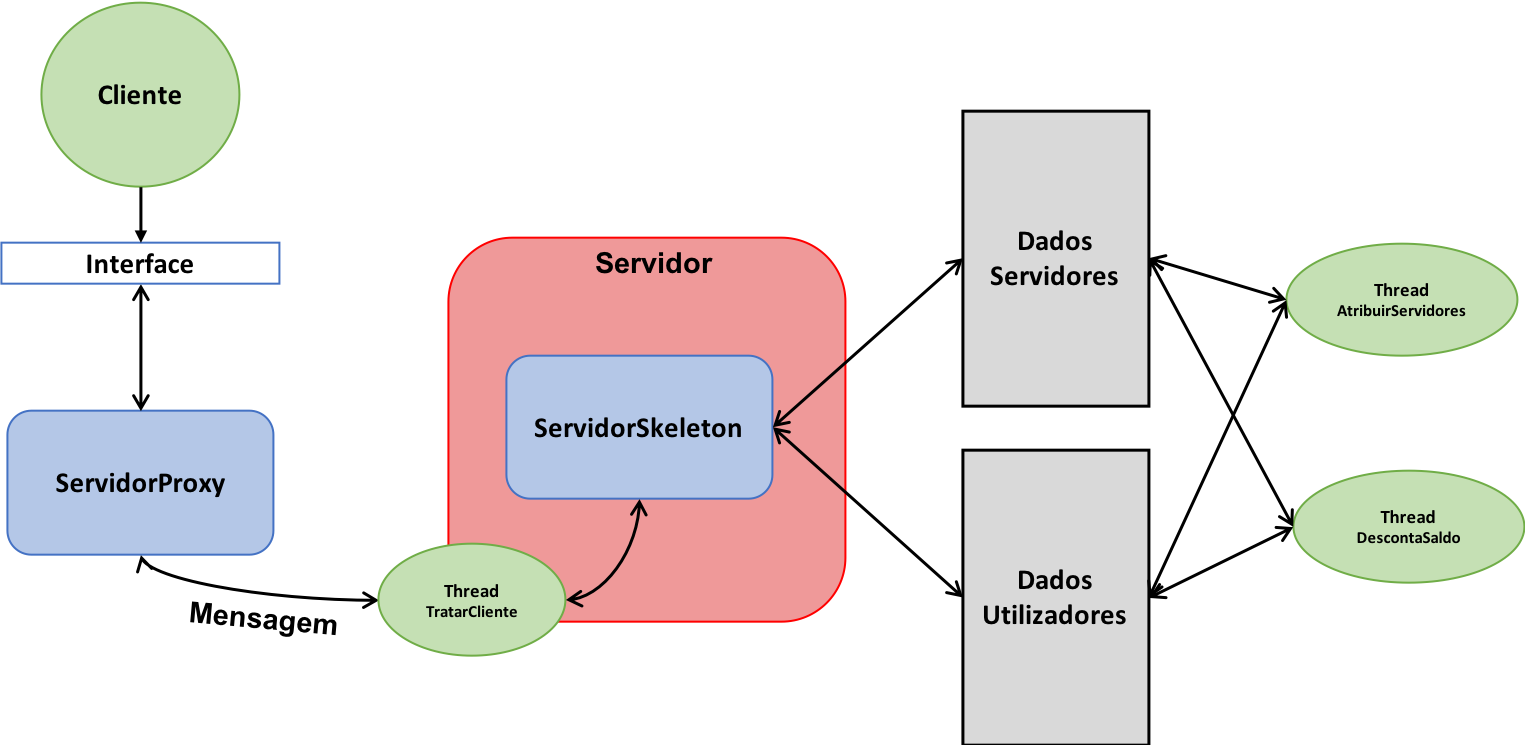 Cliente
Interface
ServidorProxy
Mensagem
Servidor
ServidorSkeleton
Thread
TratarCliente
Dados
Servidores
Dados
Utilizadores
Thread
AtribuirServidores
Thread
DescontaSaldo